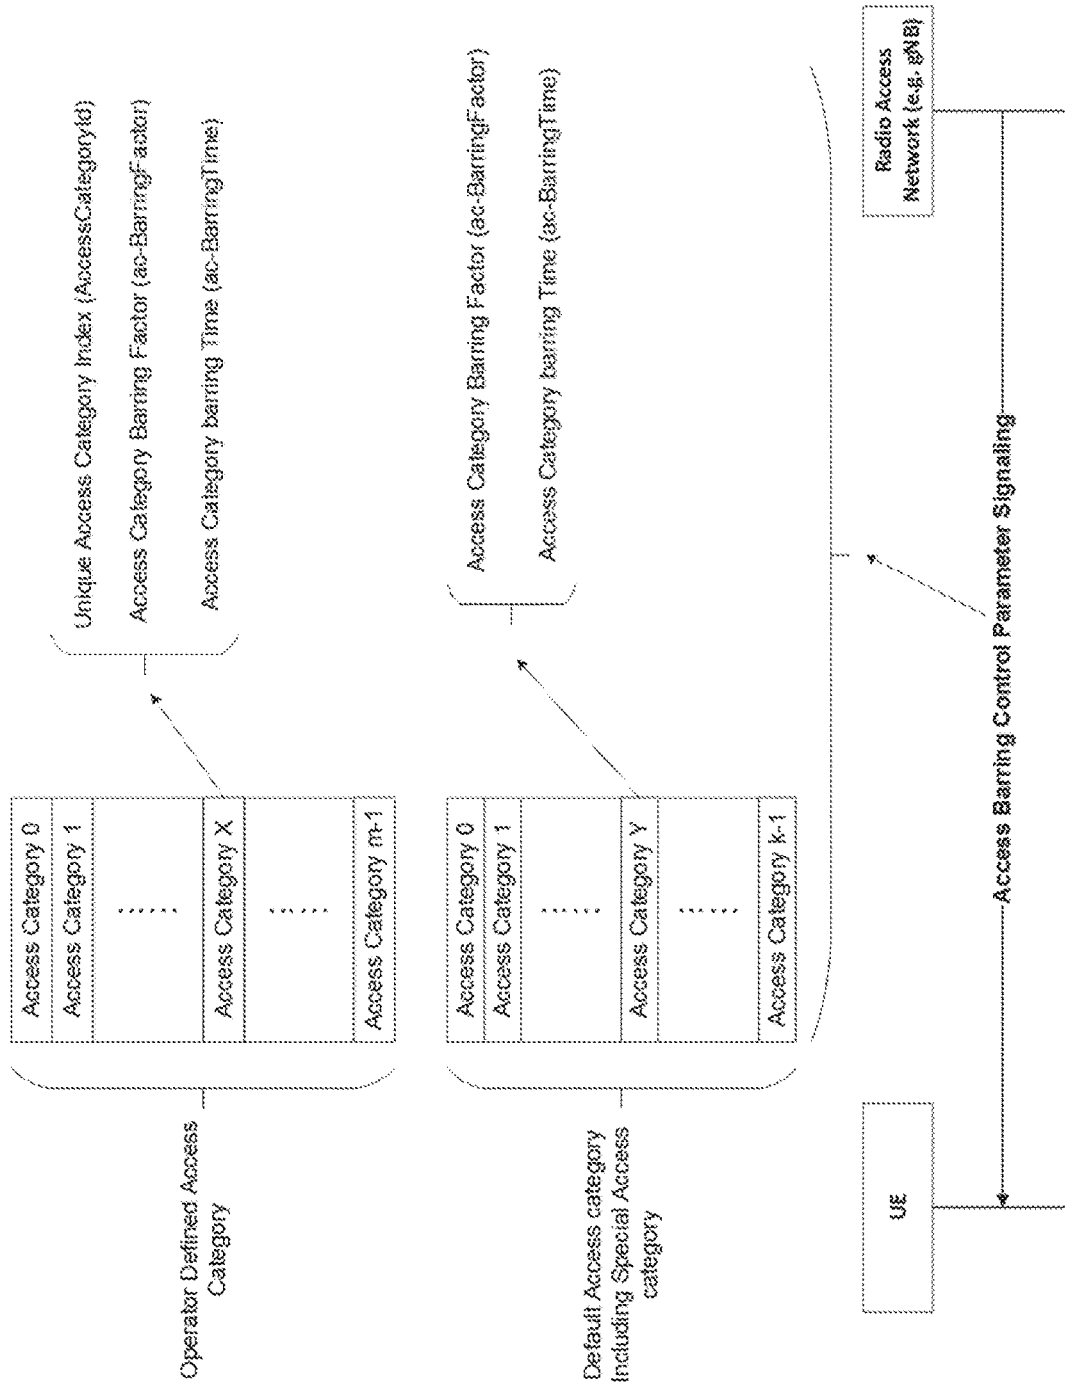 Operator Defined Access
Category
Access Category 0
Access Category 1
......
Access Category X
......
Access Category m-1
Unique Access Category Index (AccessCategoryId)
Access Category Barring Factor (ac-BarringFactor)
Access Category barring Time (ac-BarringTime)
Default Access category
Including Special Access
category
Access Category 0
Access Category 1
......
Access Category Y
......
Access Category k-1
Access Category Barring Factor (ac-BarringFactor)
Access Category barring Time (ac-BarringTime)
UE
Radio Access
Network (e.g. gNB)
Access Barring Control Parameter Signaling